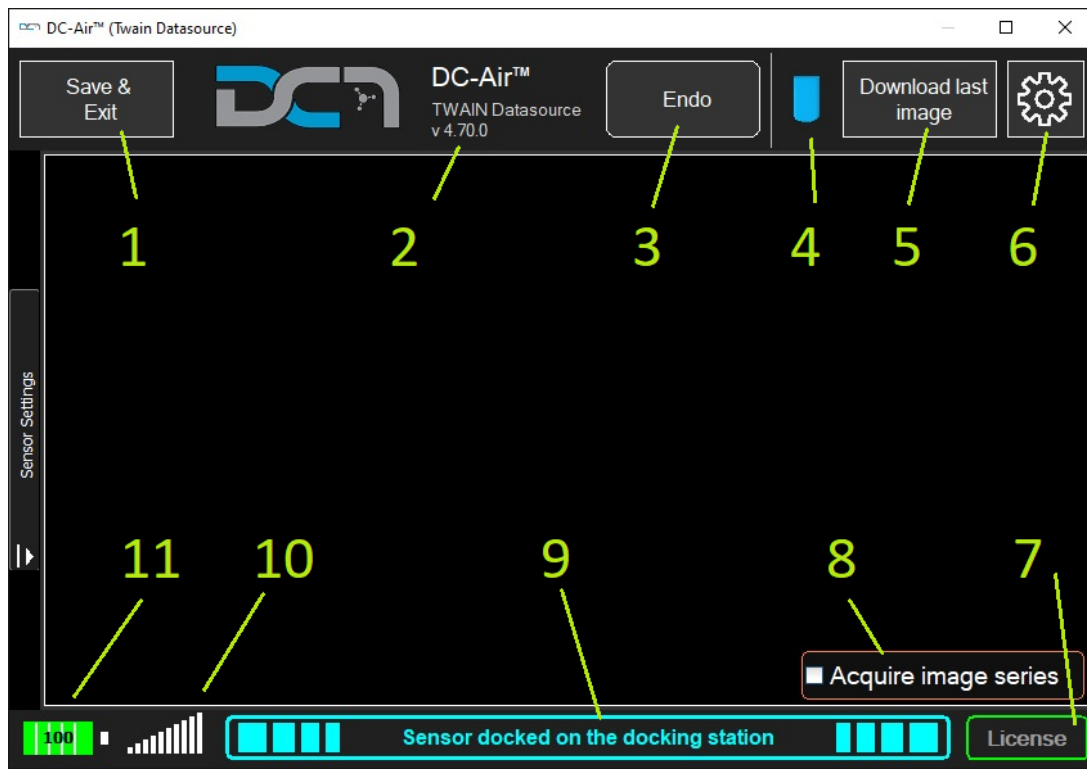 DC-Air™ (Twain Datasource)
Save &
Exit
DC-Air™
TWAIN Datasource
v 4.70.0
Endo
Download last
image
1
2
3
4
5
6
Sensor Settings
11
10
9
8
7
Acquire image series
100
Sensor docked on the docking station
License